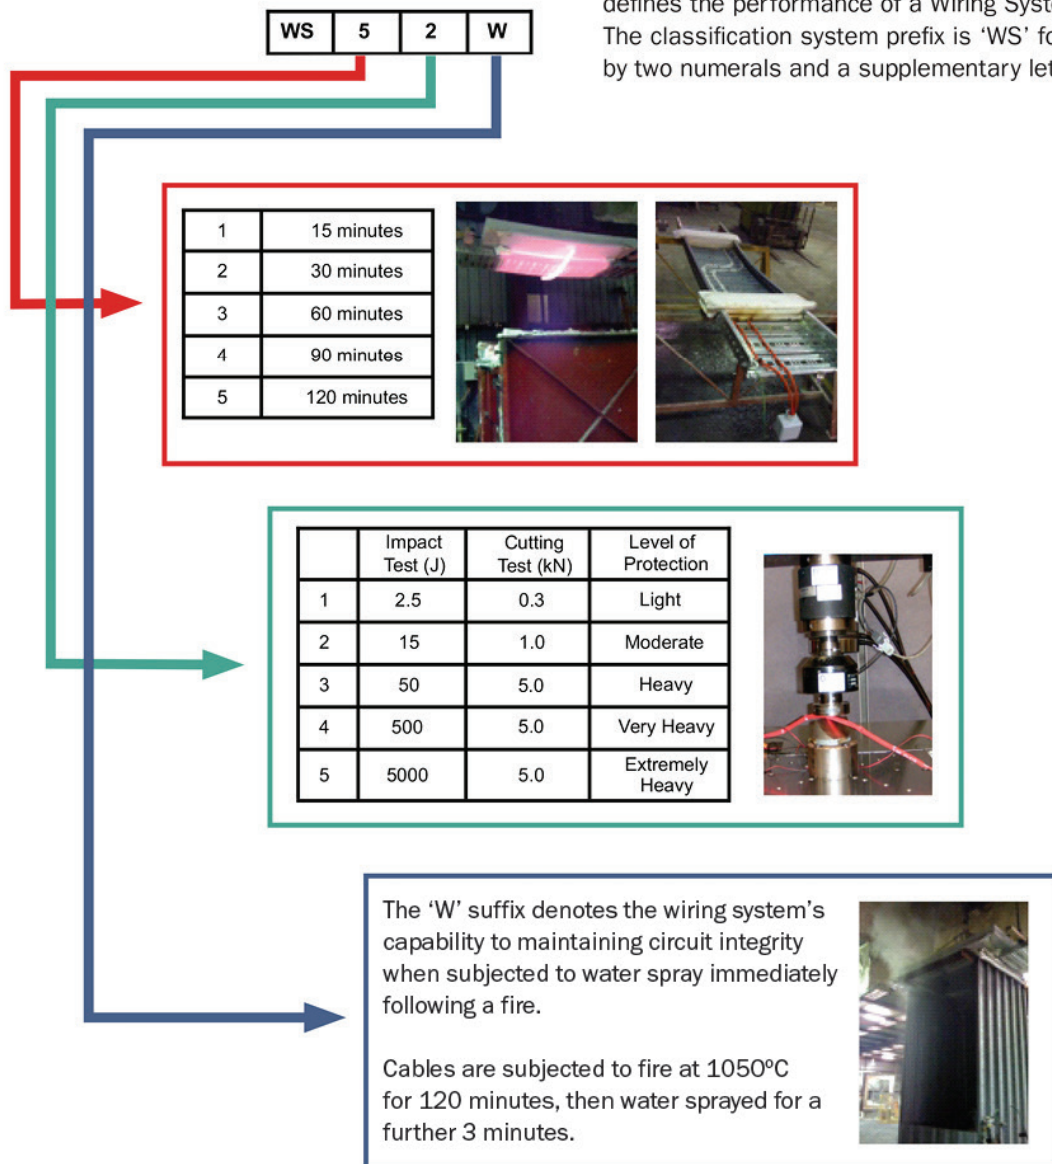 defines the performance of a Wiring System
The classification system prefix is ‘WS’ fo
by two numerals and a supplementary let
WS 5 2 W
1 15 minutes
2 30 minutes
3 60 minutes
4 90 minutes
5 120 minutes
Impact Test (J) Cutting Test (kN) Level of Protection
1 2.5 0.3 Light
2 15 1.0 Moderate
3 50 5.0 Heavy
4 500 5.0 Very Heavy
5 5000 5.0 Extremely Heavy
The ‘W’ suffix denotes the wiring system’s
capability to maintaining circuit integrity
when subjected to water spray immediately
following a fire.
Cables are subjected to fire at 1050ºC
for 120 minutes, then water sprayed for a
further 3 minutes.